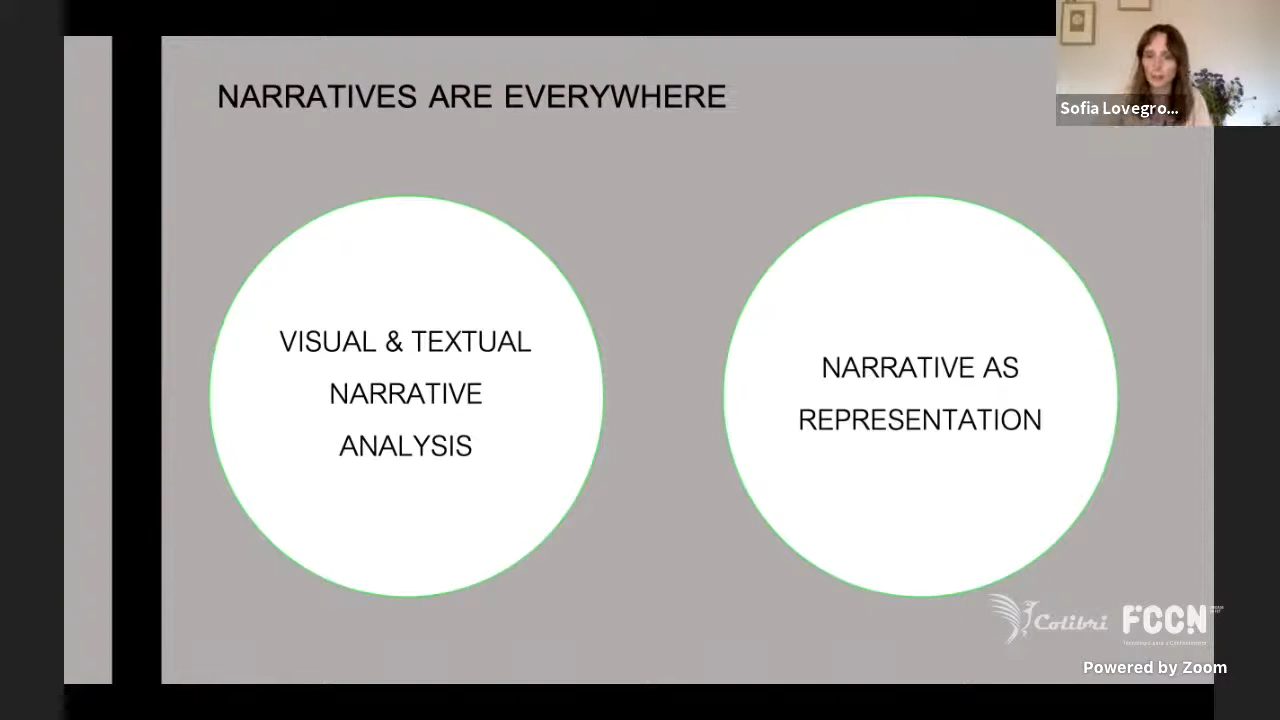 NARRATIVES ARE EVERYWHERE
Sofia Lovegro...
VISUAL & TEXTUAL
NARRATIVE
ANALYSIS
NARRATIVE AS
REPRESENTATION
Colibri
FCCN
Powered by Zoom